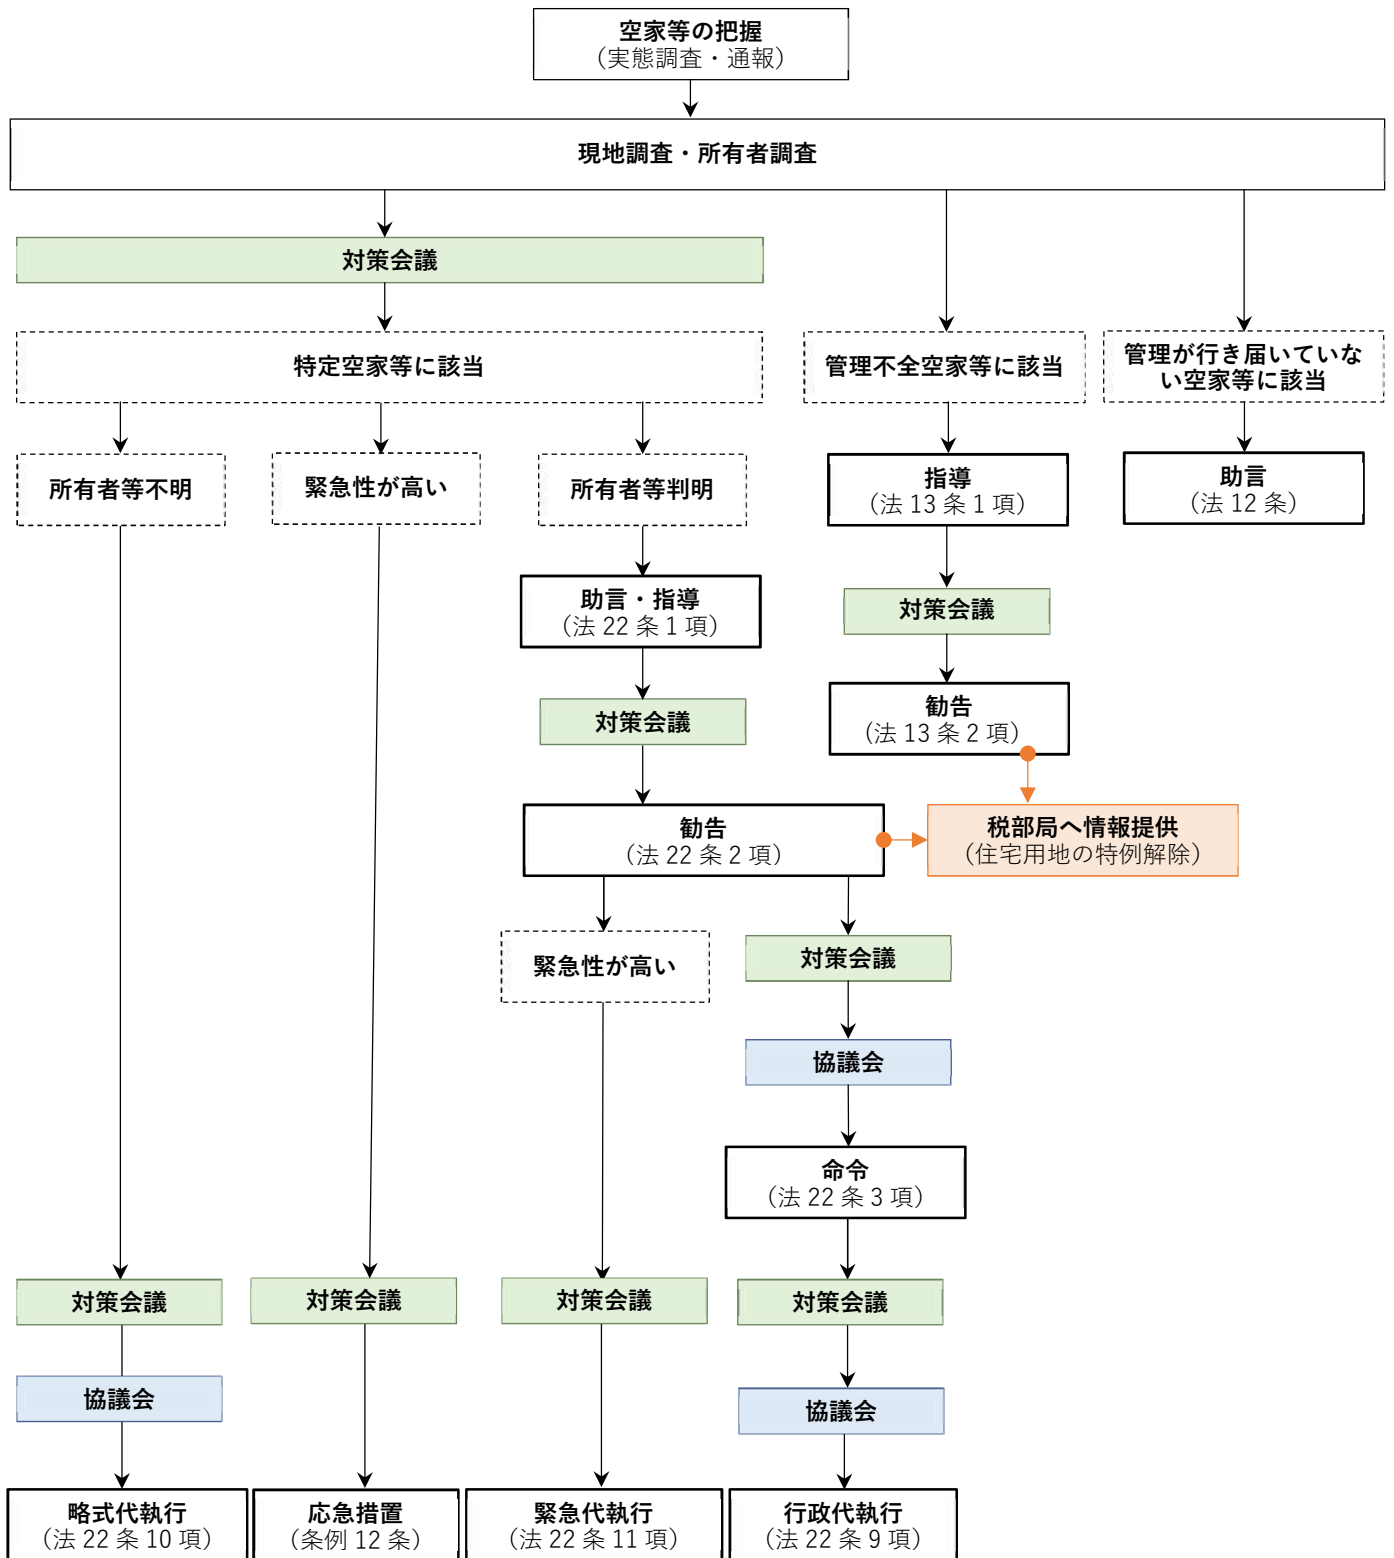 空家等の把握
（実態調査・通報）
現地調査・所有者調査
対策会議
特定空家等に該当
管理不全空家等に該当
管理が行き届いていな
い空家等に該当
所有者等不明
緊急性が高い
所有者等判明
指導
（法 13 条 1 項）
助言
（法 12 条）
助言・指導
（法 22 条 1 項）
対策会議
対策会議
勧告
（法 13 条 2 項）
勧告
（法 22 条 2 項）
税部局へ情報提供
（住宅用地の特例解除）
緊急性が高い
対策会議
協議会
命令
（法 22 条 3 項）
対策会議
対策会議
対策会議
対策会議
協議会
協議会
略式代執行
（法 22 条 10 項）
応急措置
（条例 12 条）
緊急代執行
（法 22 条 11 項）
行政代執行
（法 22 条 9 項）